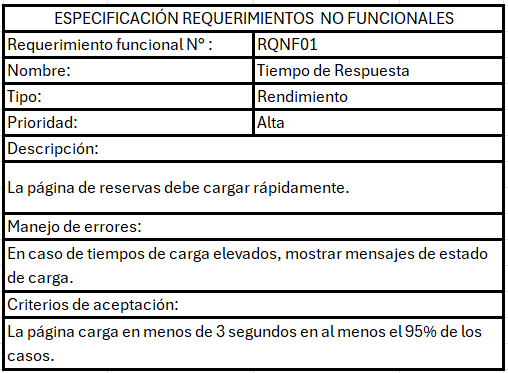 ESPECIFICACIÓN REQUERIMIENTOS NO FUNCIONALES
Requerimiento funcional N° : RQNF01
Nombre: Tiempo de Respuesta
Tipo: Rendimiento
Prioridad: Alta
Descripción:
La página de reservas debe cargar rápidamente.
Manejo de errores:
En caso de tiempos de carga elevados, mostrar mensajes de estado
de carga.
Criterios de aceptación:
La página carga en menos de 3 segundos en al menos el 95% de los
casos.